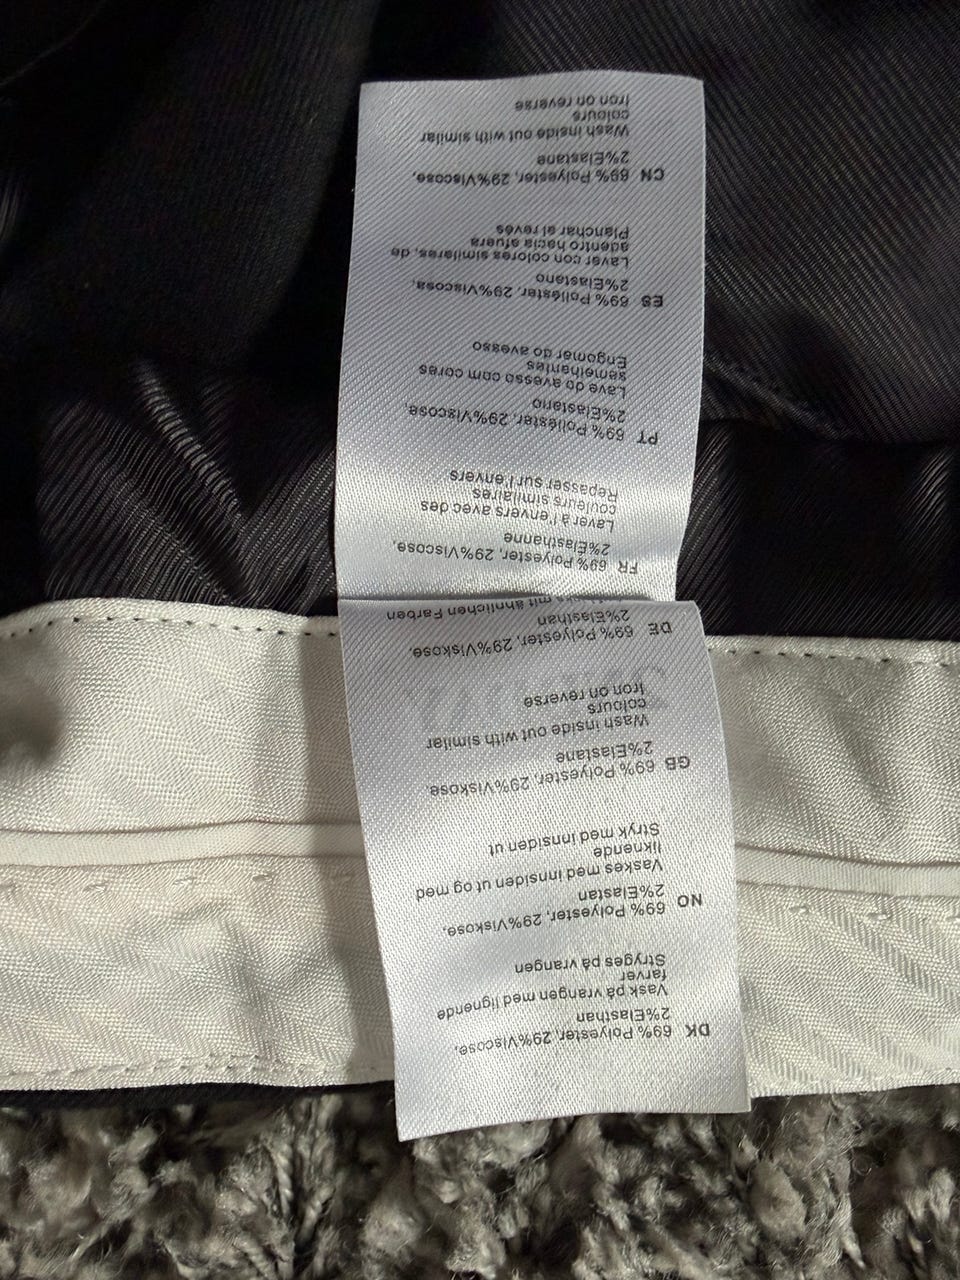 DK 69% Polyester, 29%Viscose,
2%Elasthan
Vask på vrangen med lignende
farver
Stryges på vrangen
NO 69% Polyester, 29%Viskose,
2%Elastan
Vaskes med innsiden ut og med
liknende
Stryk med innsiden ut
GB 69% Polyester, 29%Viskose,
2%Elastane
Wash inside out with similar
colours
Iron on reverse
DE 69% Polyester, 29%Viskose,
2%Elasthan
mit ähnlichen Farben
FR 69% Polyester, 29%Viscose,
2%Élasthanne
Laver a l'envers avec des
couleurs similaires
Repasser sur l'envers
PT 69% Poliéster, 29%Viscose,
2%Elastano
Lave do avesso com cores
semelhantes
Engomar do avesso
ES 69% Poliéster, 29%Viscosa,
2%Elastano
Lavar con colores similares, de
adentro hacia afuera
Planchar al revés
CN 69% Polyester, 29%Viscose,
2%Elastane
Wash inside out with similar
colours
Iron on reverse